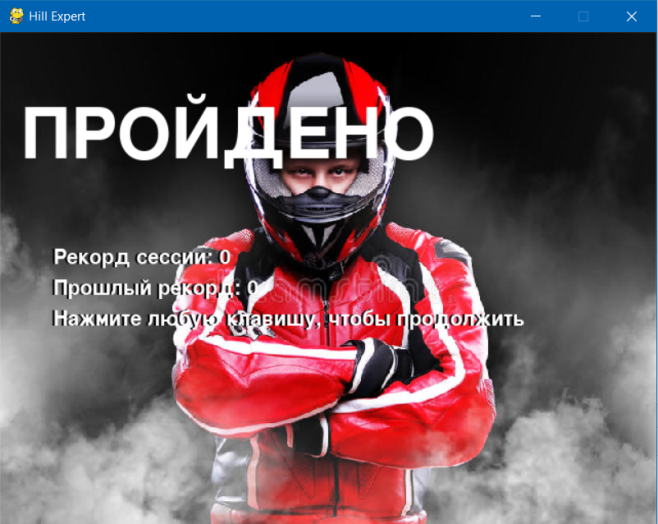 Hill Expert
ПРОЙДЕНО
Рекорд сессии: 0
Прошлый рекорд: 0
Нажмите любую клавишу, чтобы продолжить